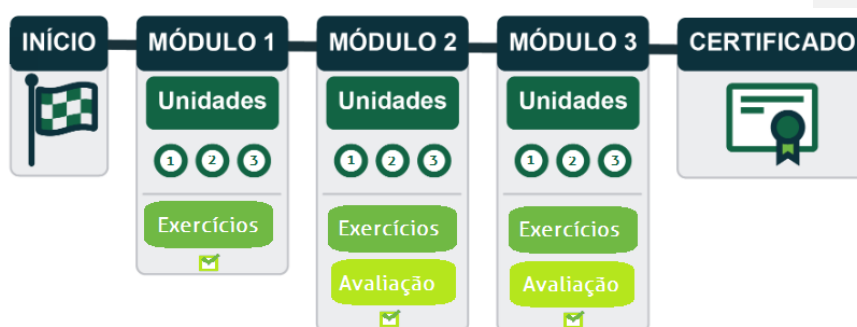 INÍCIO
MÓDULO 1
MÓDULO 2
MÓDULO 3
CERTIFICADO
Unidades
Unidades
Unidades
1 2 3
1 2 3
1 2 3
Exercícios
Exercícios
Exercícios
Avaliação
Avaliação